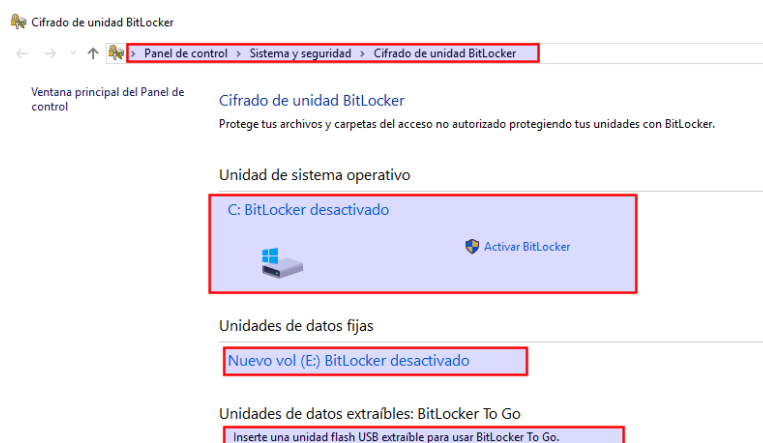 Cifrado de unidad BitLocker
Panel de control > Sistema y seguridad > Cifrado de unidad BitLocker
Ventana principal del Panel de
control
Cifrado de unidad BitLocker
Protege tus archivos y carpetas del acceso no autorizado protegiendo tus unidades con BitLocker.
Unidad de sistema operativo
C: BitLocker desactivado
Activar BitLocker
Unidades de datos fijas
Nuevo vol (E:) BitLocker desactivado
Unidades de datos extraíbles: BitLocker To Go
Inserte una unidad flash USB extraíble para usar BitLocker To Go.